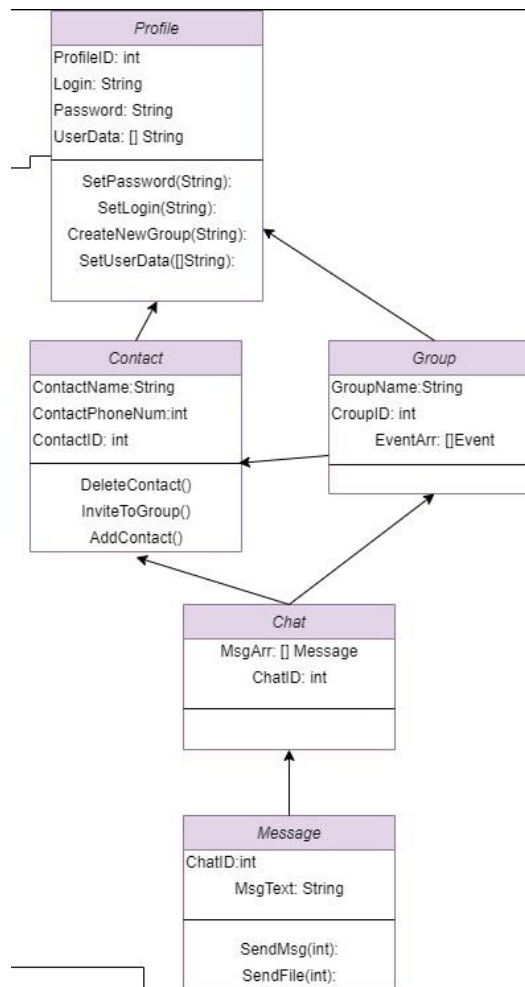 Profile
ProfileID: int
Login: String
Password: String
UserData: [] String
SetPassword(String):
SetLogin(String):
CreateNewGroup(String):
SetUserData([]String):
Contact
ContactName:String
ContactPhoneNum:int
ContactID: int
DeleteContact()
InviteToGroup()
AddContact()
Group
GroupName:String
CroupID: int
EventArr: []Event
Chat
MsgArr: [] Message
ChatID: int
Message
ChatID:int
MsgText: String
SendMsg(int):
SendFile(int):